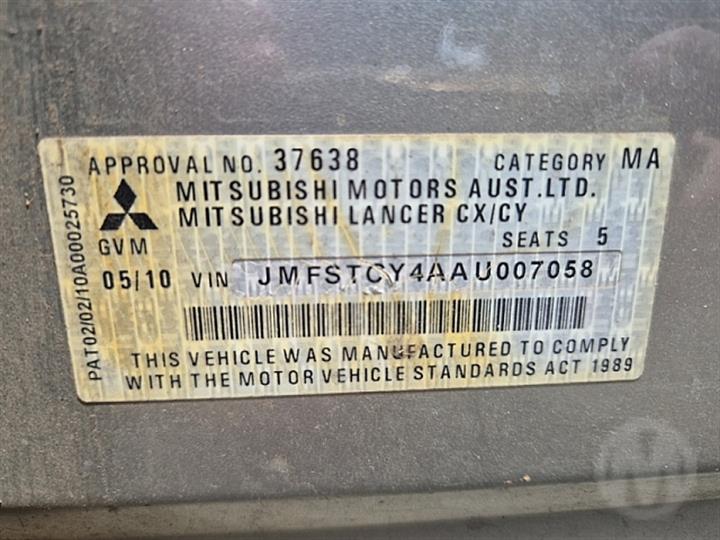 APPROVAL NO. 37638 CATEGORY MA
MITSUBISHI MOTORS AUST.LTD.
MITSUBISHI LANCER CX/CY
GVM SEATS 5
05/10 VIN JMFSTCY4AAU007058
THIS VEHICLE WAS MANUFACTURED TO COMPLY
WITH THE MOTOR VEHICLE STANDARDS ACT 1989
PAT02/02/10A00025730
M